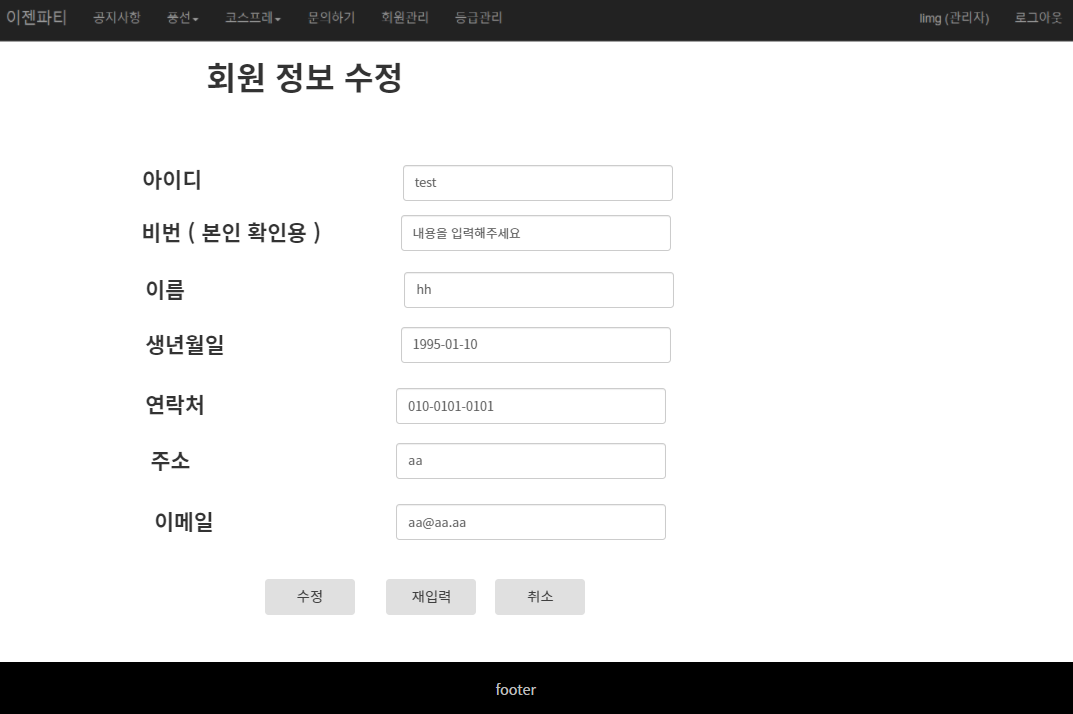 이젠파티 공지사항 풍선 코스프레 문의하기 회원관리 등급관리 limg (관리자) 로그아웃
회원 정보 수정
아이디 test
비번 ( 본인 확인용 ) 내용을 입력해주세요
이름 hh
생년월일 1995-01-10
연락처 010-0101-0101
주소 aa
이메일 aa@aa.aa
수정 재입력 취소
footer